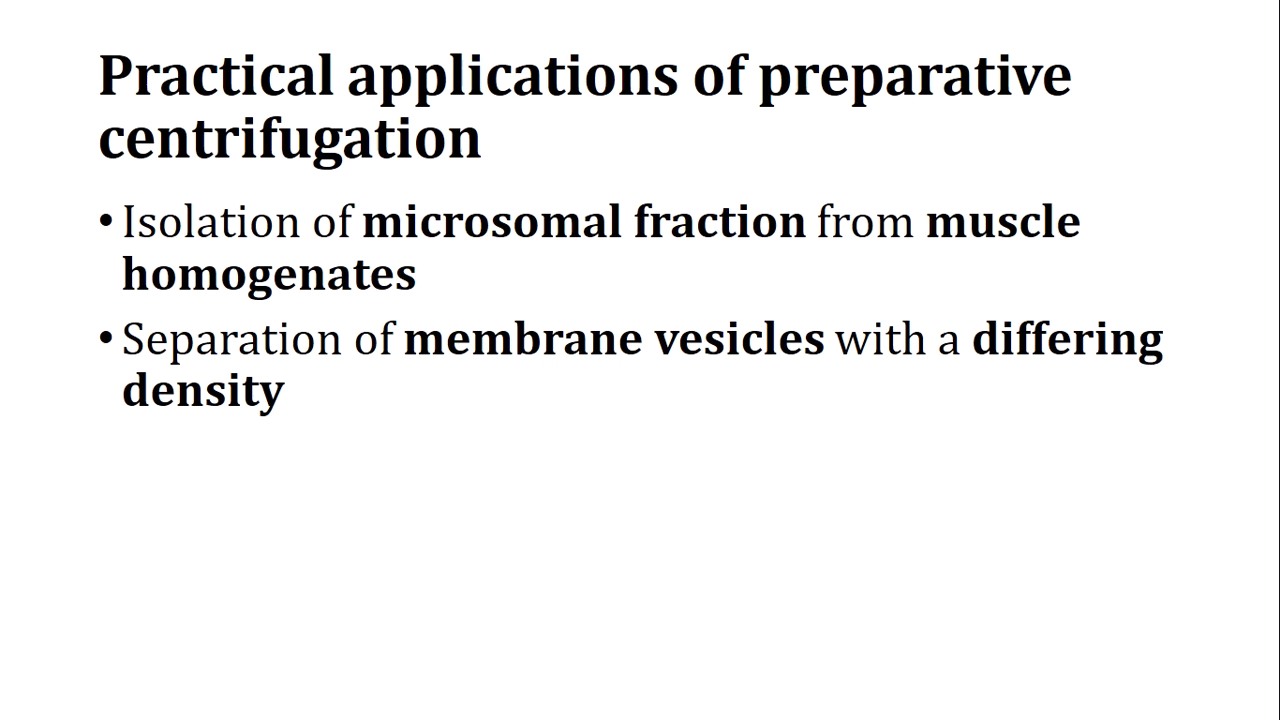 Practical applications of preparative
centrifugation
• Isolation of microsomal fraction from muscle
homogenates
• Separation of membrane vesicles with a differing
density